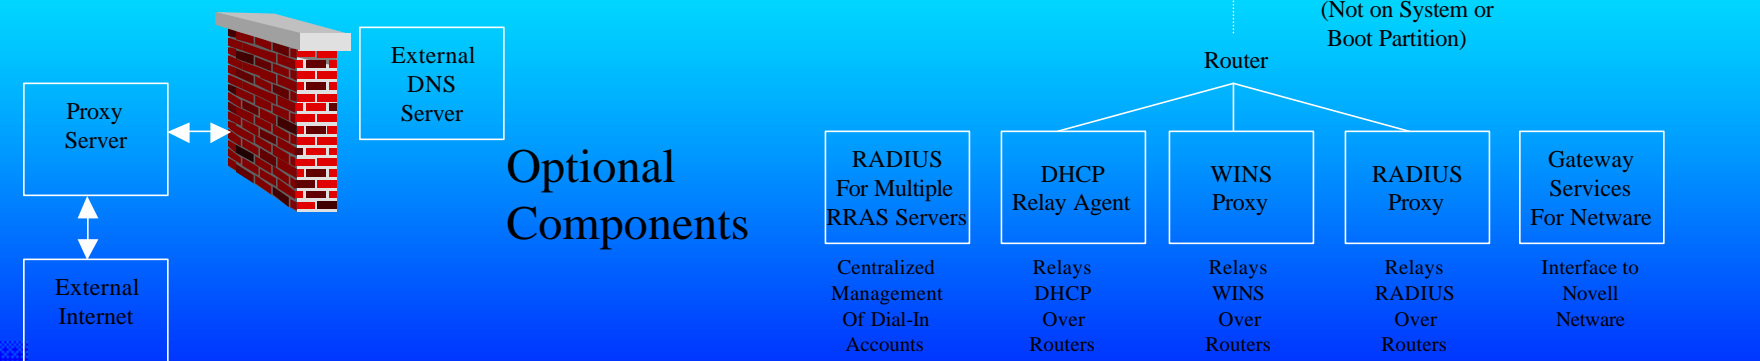 (Not on System or
Boot Partition)
External
DNS
Server
Router
Proxy
Server
Optional
Components
RADIUS
For Multiple
RRAS Servers
DHCP
Relay Agent
WINS
Proxy
RADIUS
Proxy
Gateway
Services
For Netware
External
Internet
Centralized
Management
Of Dial-In
Accounts
Relays
DHCP
Over
Routers
Relays
WINS
Over
Routers
Relays
RADIUS
Over
Routers
Interface to
Novell
Netware